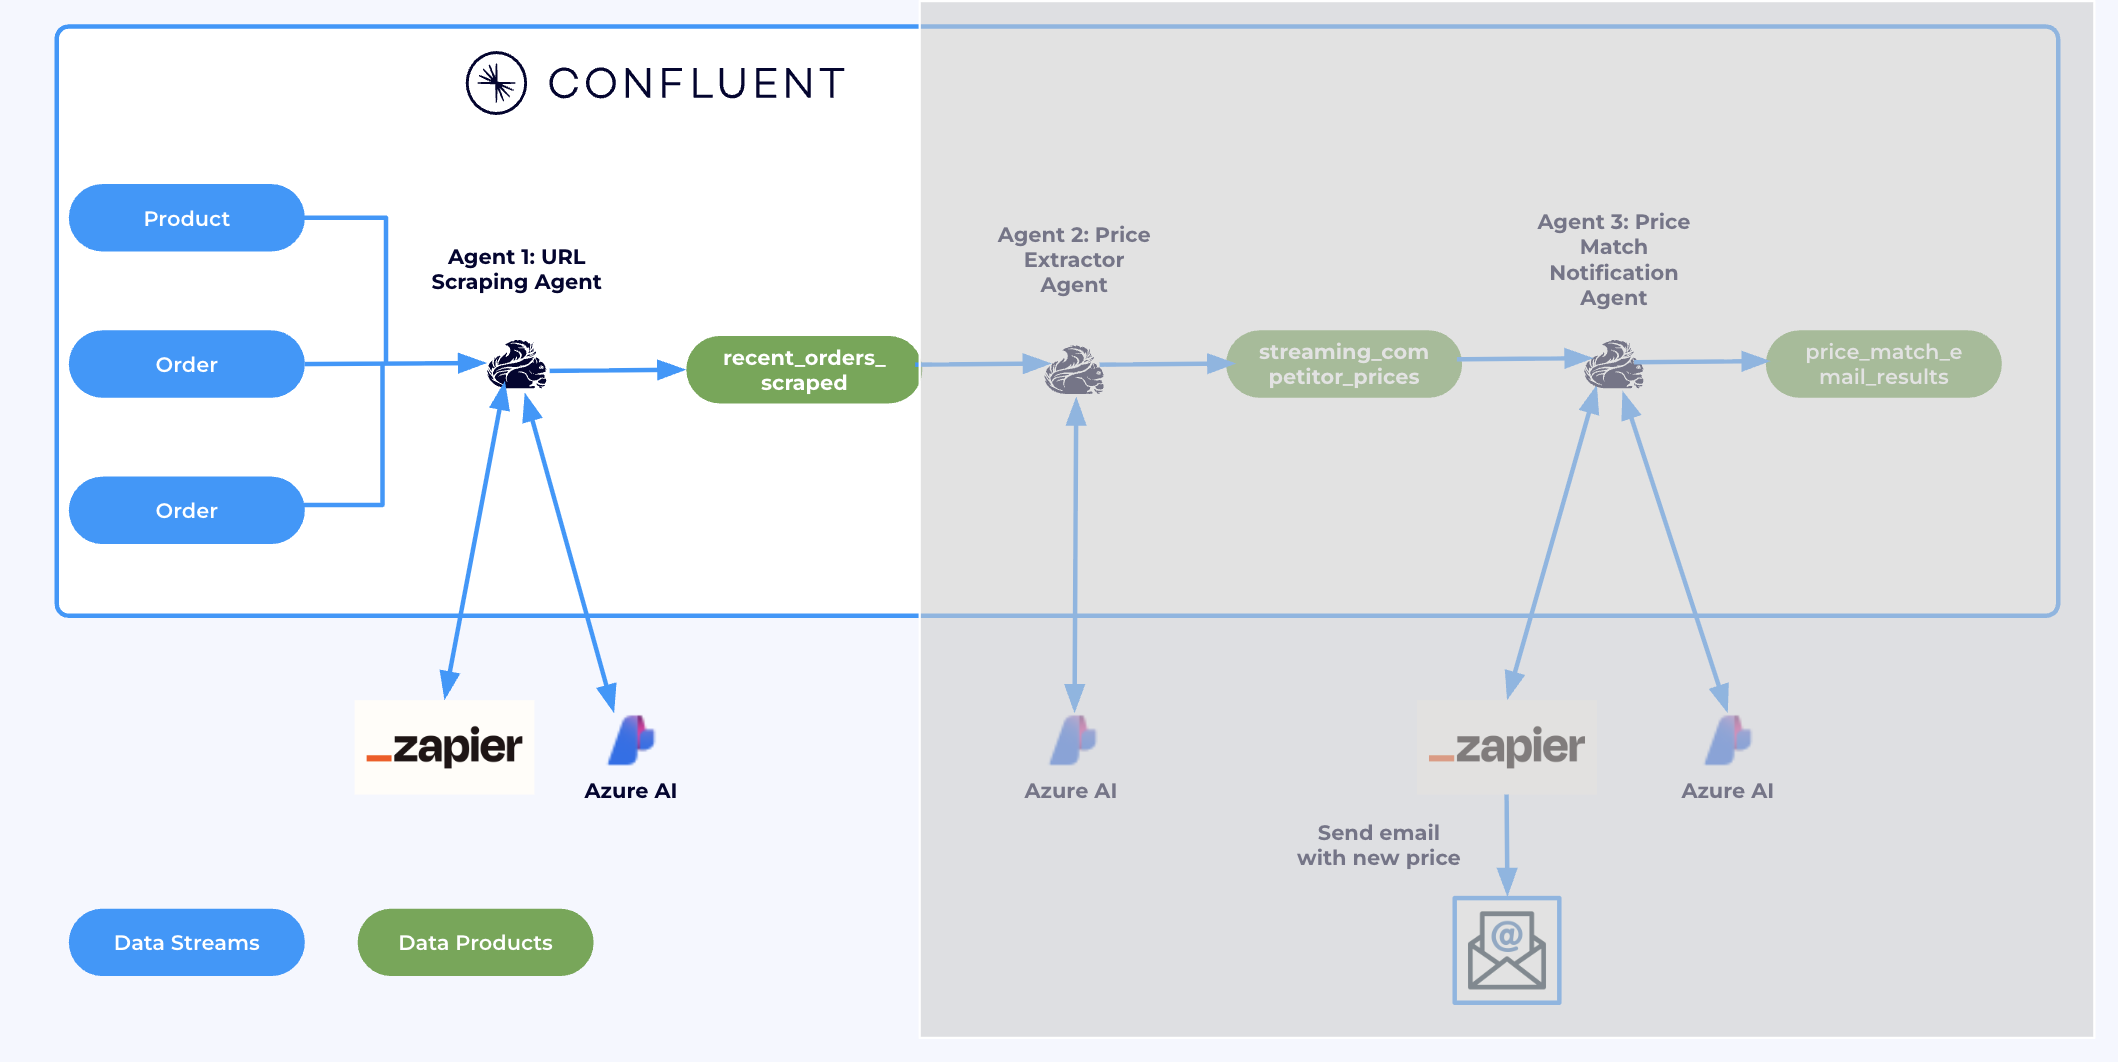 CONFLUENT
Product
Order
Order
Agent 1: URL
Scraping Agent
recent_orders_
scraped
Agent 2: Price
Extractor
Agent
streaming_com
petitor_prices
Agent 3: Price
Match
Notification
Agent
price_match_e
mail_results
_zapier
Azure AI
Azure AI
_zapier
Azure AI
Send email
with new price
@
Data Streams
Data Products